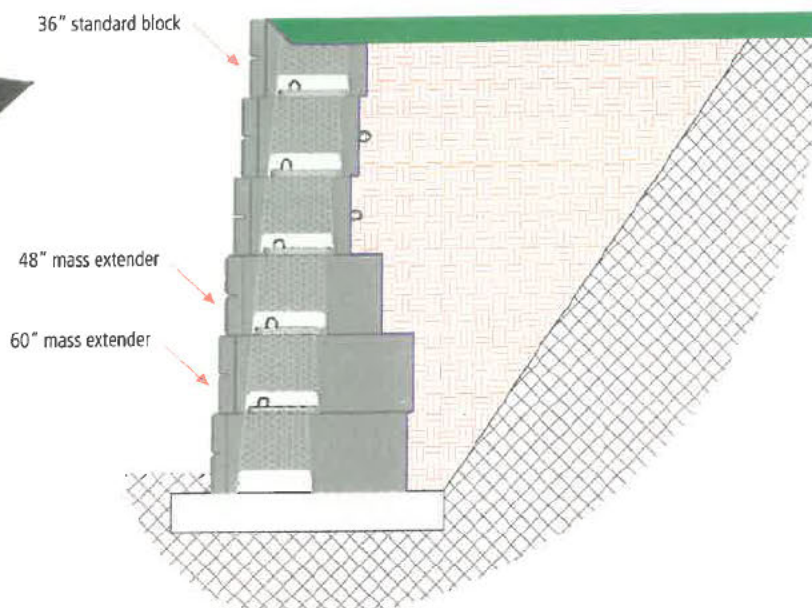 36" standard block
48" mass extender
60" mass extender